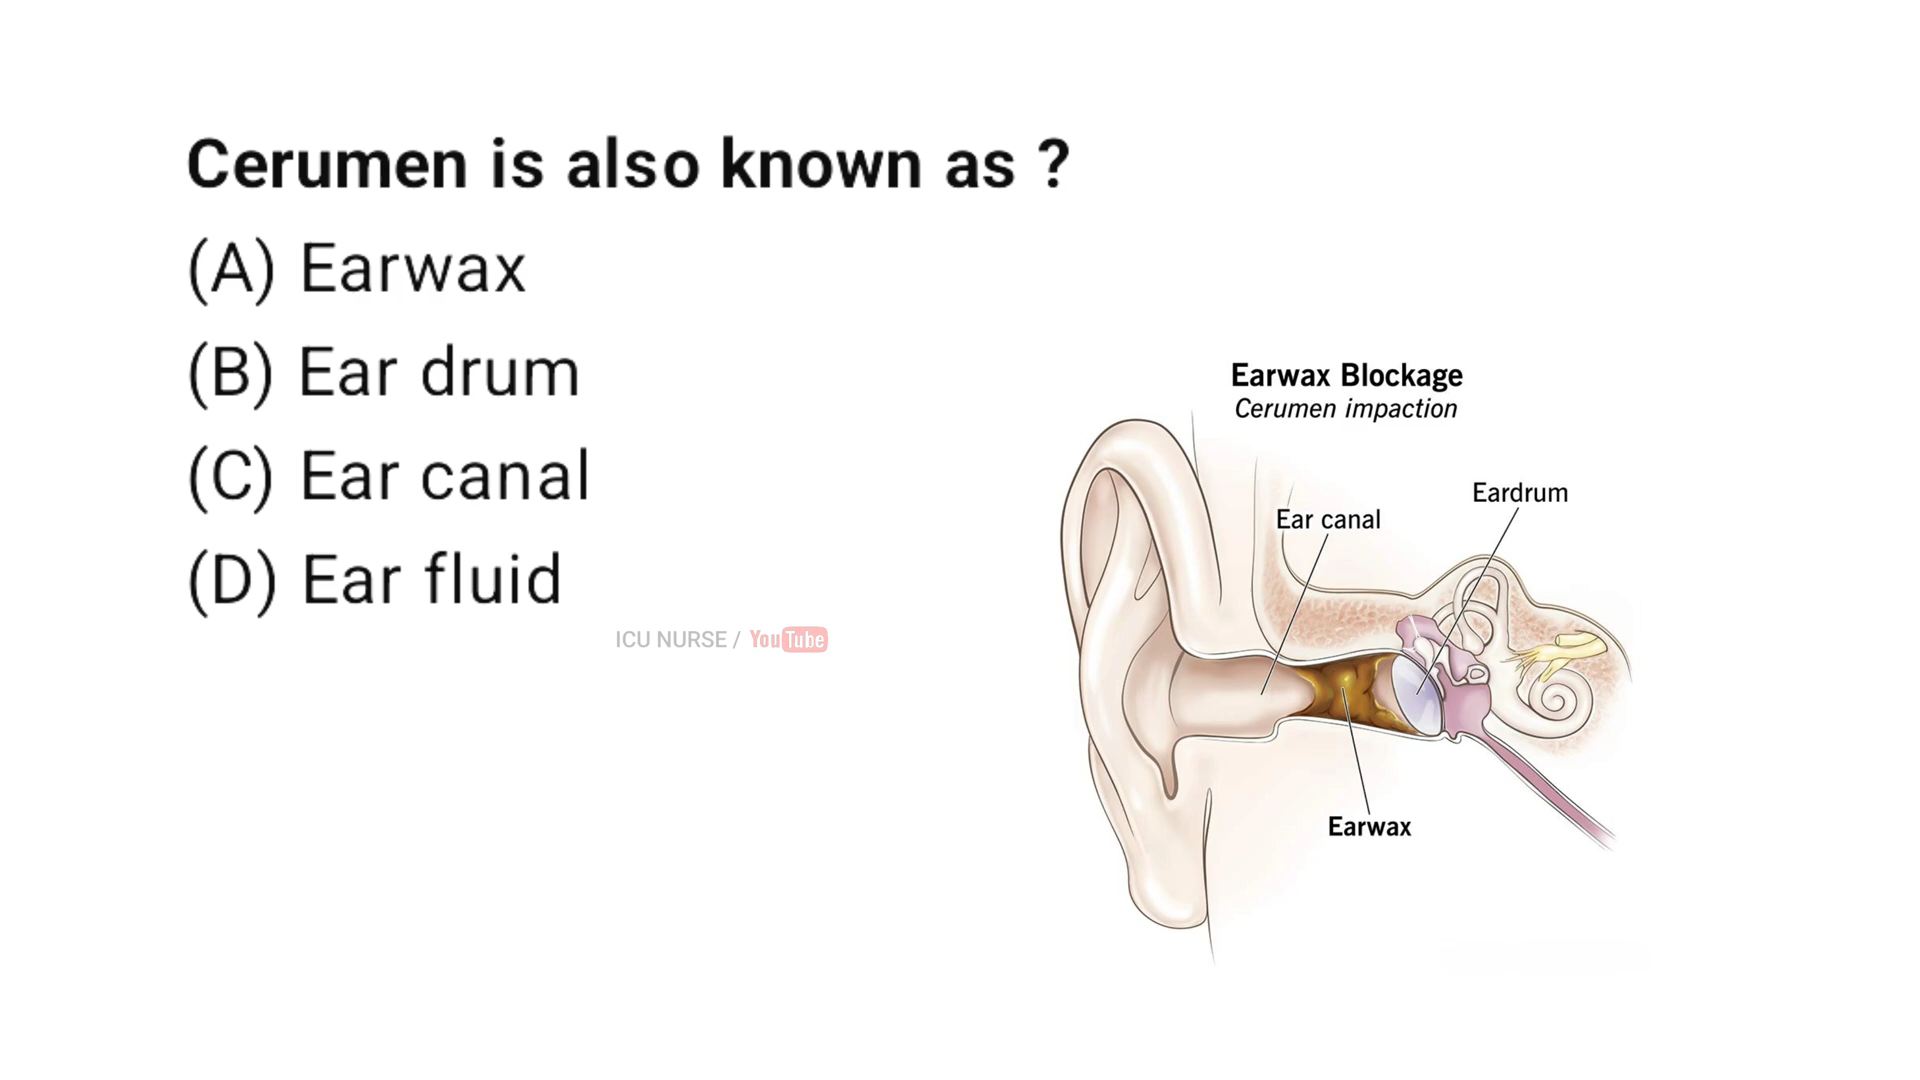 Cerumen is also known as ?
(A) Earwax
(B) Ear drum
(C) Ear canal
(D) Ear fluid
ICU NURSE / YouTube
Earwax Blockage
Cerumen impaction
Eardrum
Ear canal
Earwax